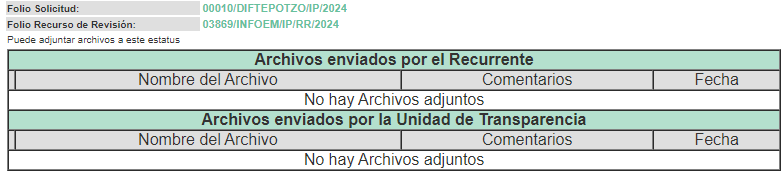 Folio Solicitud: 00010/DIFTEPOTZO/IP/2024
Folio Recurso de Revisión: 03869/INFOEM/IP/RR/2024
Puede adjuntar archivos a este estatus
Archivos enviados por el Recurrente
Nombre del Archivo Comentarios Fecha
No hay Archivos adjuntos
Archivos enviados por la Unidad de Transparencia
Nombre del Archivo Comentarios Fecha
No hay Archivos adjuntos